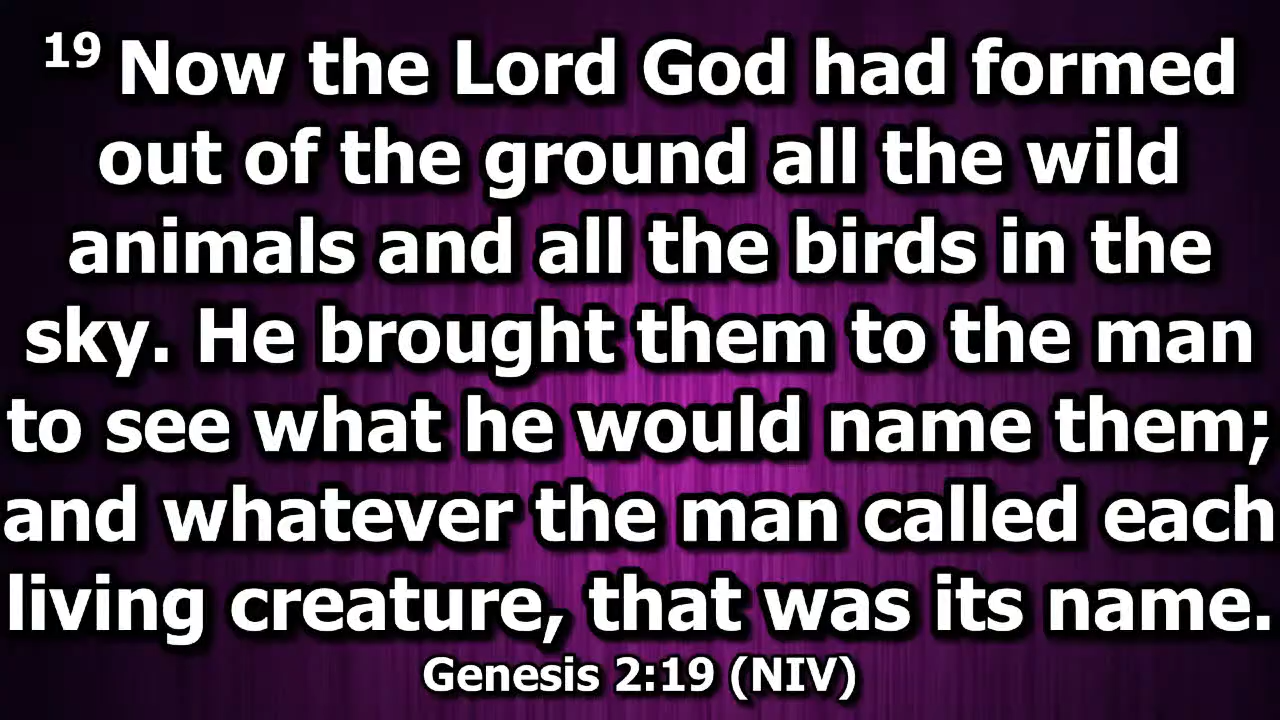 19 Now the Lord God had formed
out of the ground all the wild
animals and all the birds in the
sky. He brought them to the man
to see what he would name them;
and whatever the man called each
living creature, that was its name.
Genesis 2:19 (NIV)